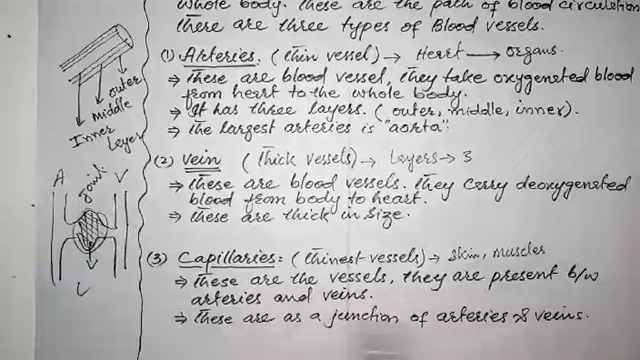 whole body. These are the path of blood circulation
There are three types of Blood vessels.
(1) Arteries. (Thin vessel) → Heart → organs.
⇒ These are blood vessel, They take oxygeneted blood
from heart to the whole body.
⇒ It has three layers. (outer, middle, inner).
⇒ The largest arteries is "aorta".
(2) Vein (Thick vessels) → Layers → 3
⇒ These are blood vessels. They carry deoxygeneted
blood from body to heart.
⇒ These are thick in size.
(3) Capillaries: (Thinest vessels) → skin, muscles
⇒ These are the vessels, They are present b/w
arteries and veins.
⇒ These are as a junction of arteries & veins.
outer
middle
Inner
Layer
A
V
C